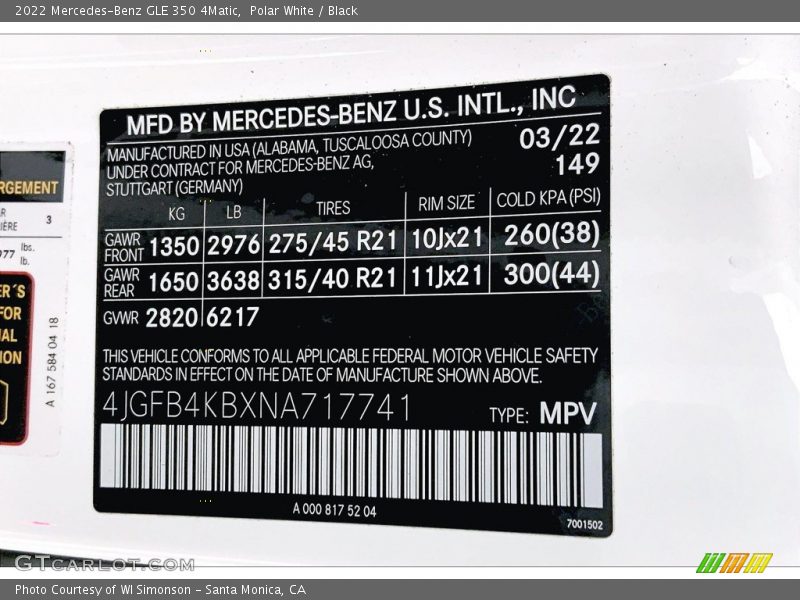 2022 Mercedes-Benz GLE 350 4Matic,  Polar White / Black
MFD BY MERCEDES-BENZ U.S. INTL., INC
MANUFACTURED IN USA (ALABAMA, TUSCALOOSA COUNTY)
03/22
UNDER CONTRACT FOR MERCEDES-BENZ AG,
149
STUTTGART (GERMANY)
KG LB TIRES RIM SIZE COLD KPA (PSI)
GAWR FRONT 1350 2976 275/45 R21 10Jx21 260(38)
GAWR REAR 1650 3638 315/40 R21 11Jx21 300(44)
GVWR 2820 6217
THIS VEHICLE CONFORMS TO ALL APPLICABLE FEDERAL MOTOR VEHICLE SAFETY
STANDARDS IN EFFECT ON THE DATE OF MANUFACTURE SHOWN ABOVE.
4JGFB4KBXNA717741
TYPE: MPV
A 000 817 52 04
7001502
RGEMENT
3
lbs.
lb.
A 167 584 04 18
GTCARLOT.COM
Photo Courtesy of WI Simonson - Santa Monica, CA